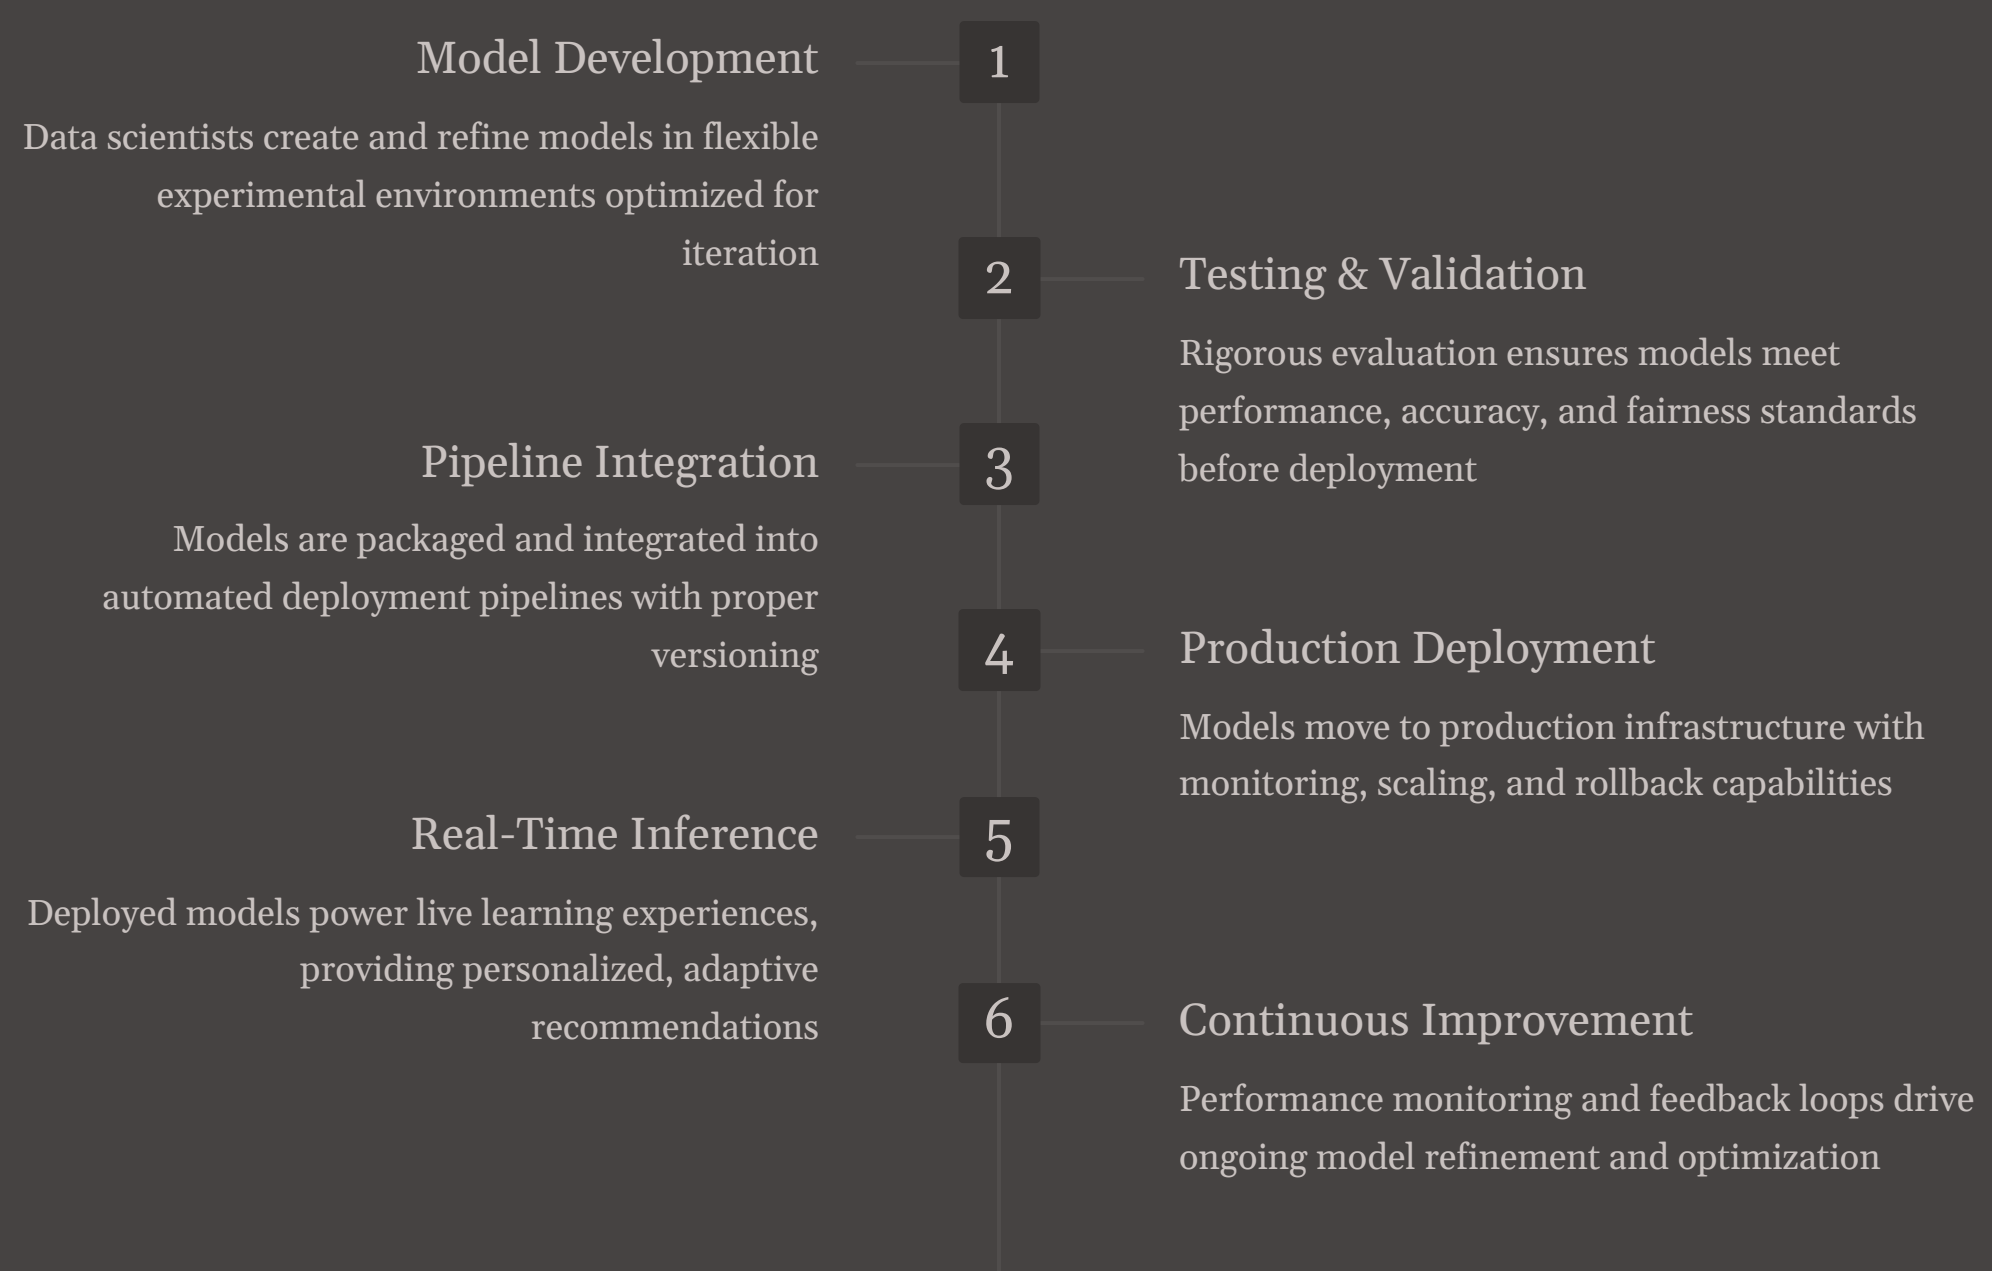 Model Development
1
Data scientists create and refine models in flexible
experimental environments optimized for
iteration
2
Testing & Validation
Rigorous evaluation ensures models meet
performance, accuracy, and fairness standards
before deployment
Pipeline Integration
3
Models are packaged and integrated into
automated deployment pipelines with proper
versioning
4
Production Deployment
Models move to production infrastructure with
monitoring, scaling, and rollback capabilities
Real-Time Inference
5
Deployed models power live learning experiences,
providing personalized, adaptive
recommendations
6
Continuous Improvement
Performance monitoring and feedback loops drive
ongoing model refinement and optimization